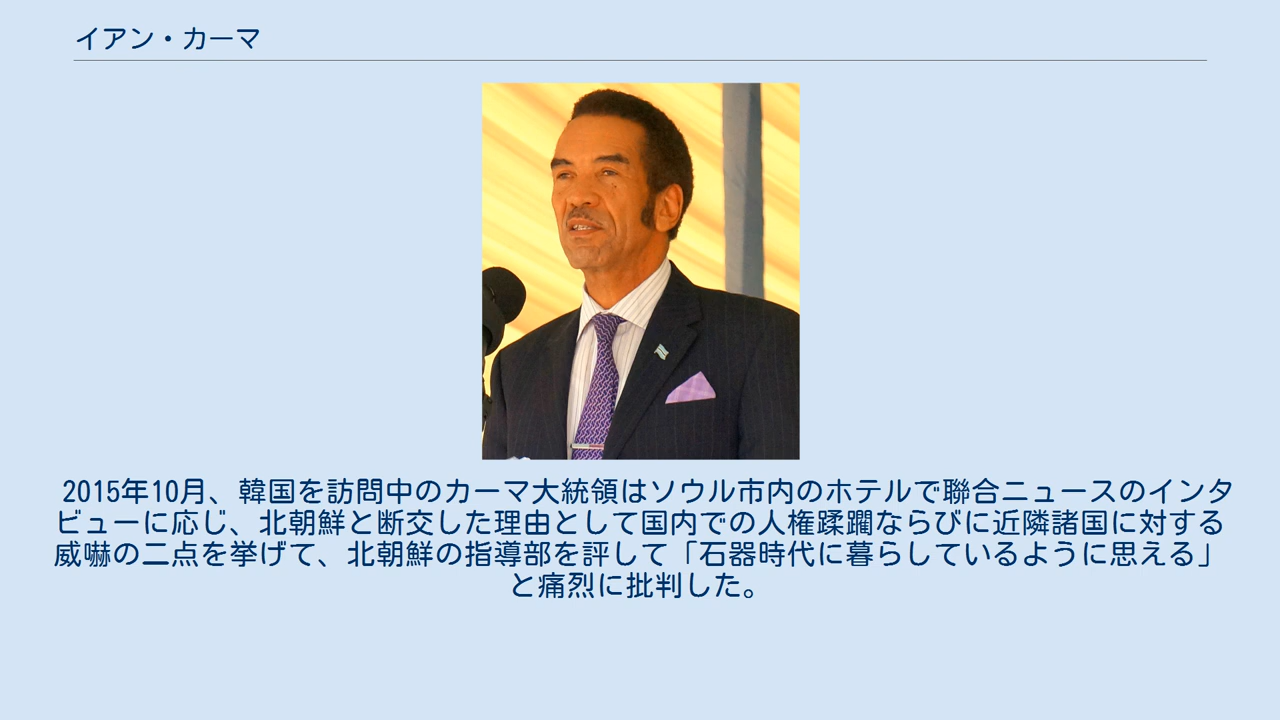 イアン・カーマ
2015年10月、韓国を訪問中のカーマ大統領はソウル市内のホテルで聯合ニュースのインタ
ビューに応じ、北朝鮮と断交した理由として国内での人権蹂躙ならびに近隣諸国に対する
威嚇の二点を挙げて、北朝鮮の指導部を評して「石器時代に暮らしているように思える」
と痛烈に批判した。